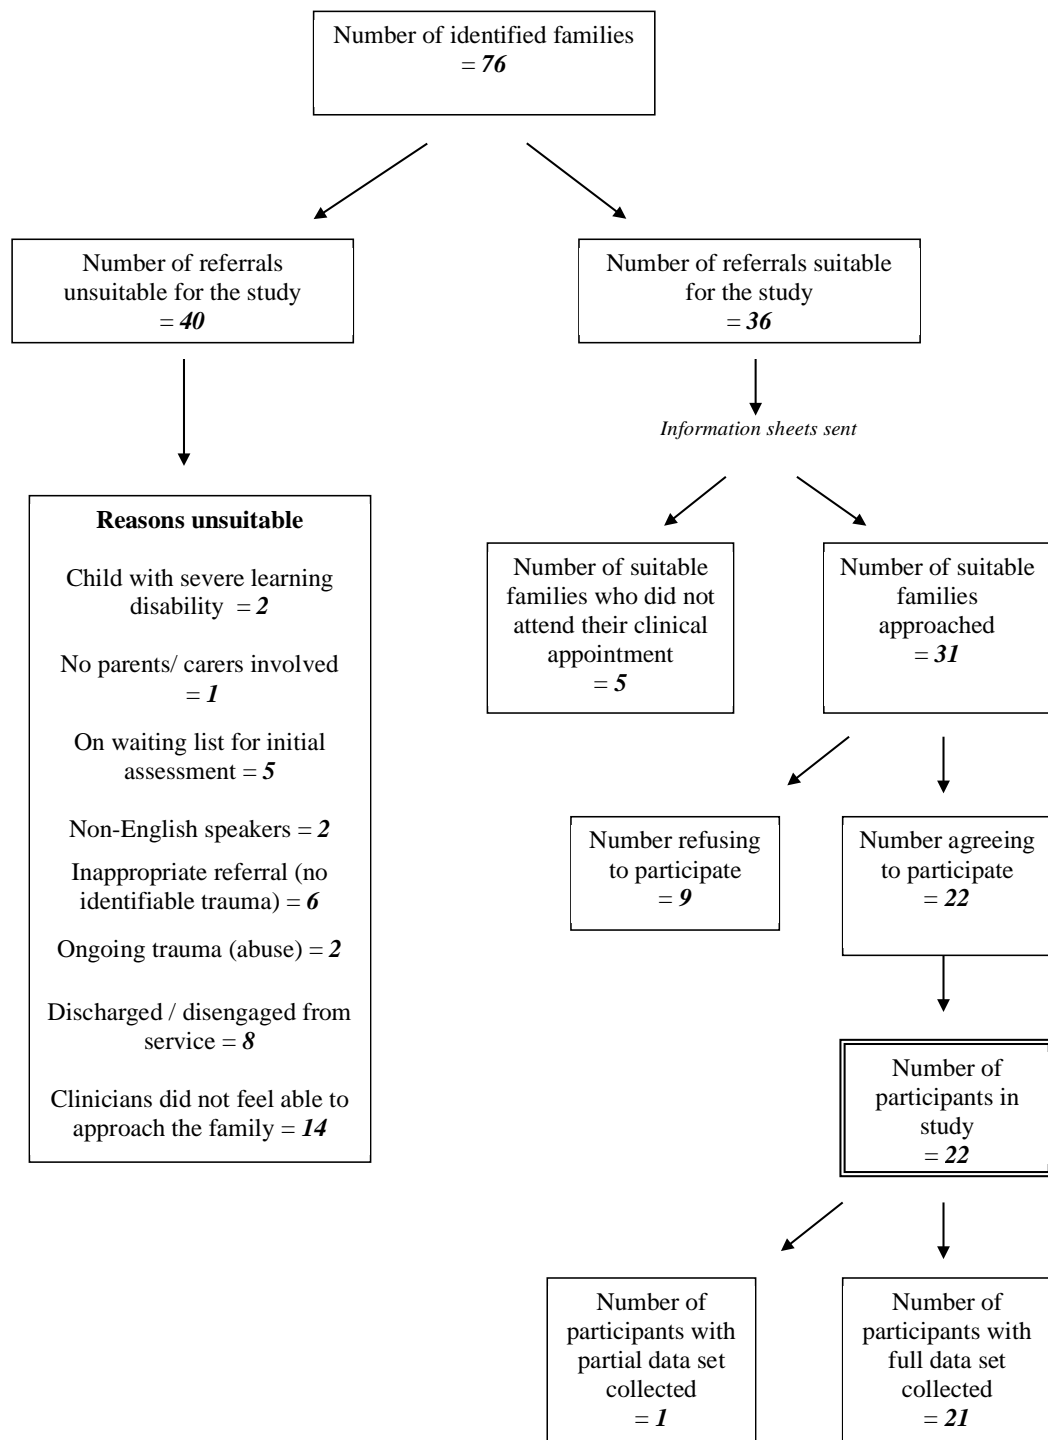 Number of identified families
= 76
Number of referrals
unsuitable for the study
= 40
Number of referrals suitable
for the study
= 36
Information sheets sent
Reasons unsuitable
Child with severe learning
disability = 2
No parents/ carers involved
= 1
On waiting list for initial
assessment = 5
Non-English speakers = 2
Inappropriate referral (no
identifiable trauma) = 6
Ongoing trauma (abuse) = 2
Discharged / disengaged from
service = 8
Clinicians did not feel able to
approach the family = 14
Number of suitable
families who did not
attend their clinical
appointment
= 5
Number of suitable
families
approached
= 31
Number refusing
to participate
= 9
Number agreeing
to participate
= 22
Number of
participants in
study
= 22
Number of
participants with
partial data set
collected
= 1
Number of
participants with
full data set
collected
= 21